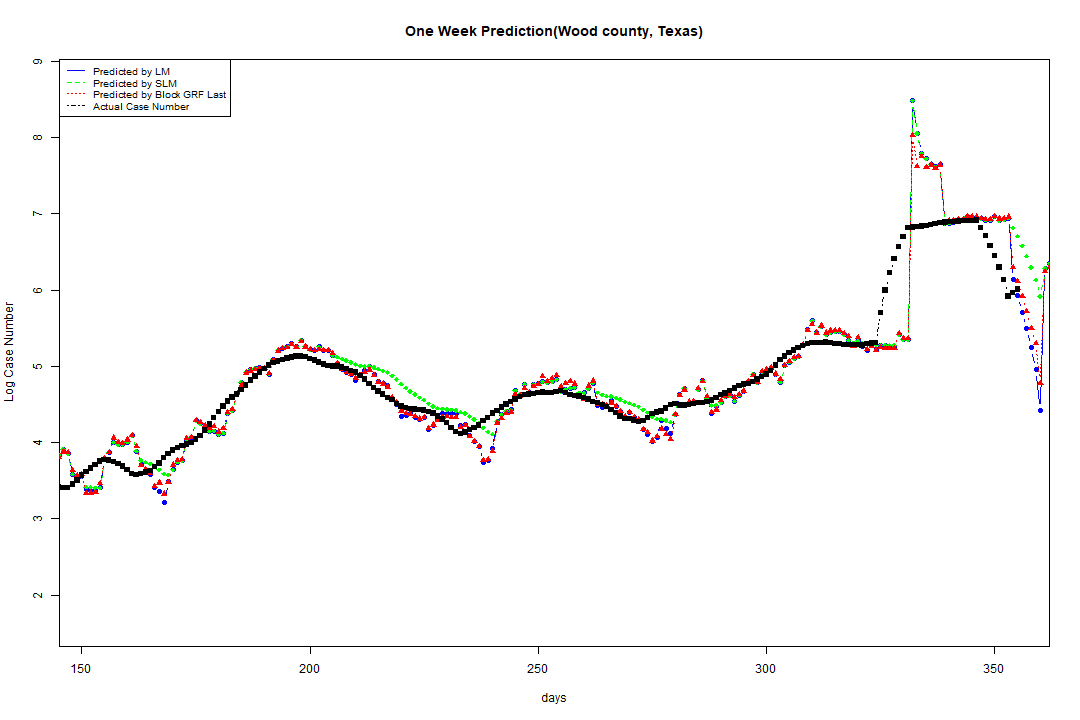 One Week Prediction(Wood county, Texas)
Predicted by LM
Predicted by SLM
Predicted by Block GRF Last
Actual Case Number
9
8
7
6
5
4
3
2
Log Case Number
150 200 250 300 350
days